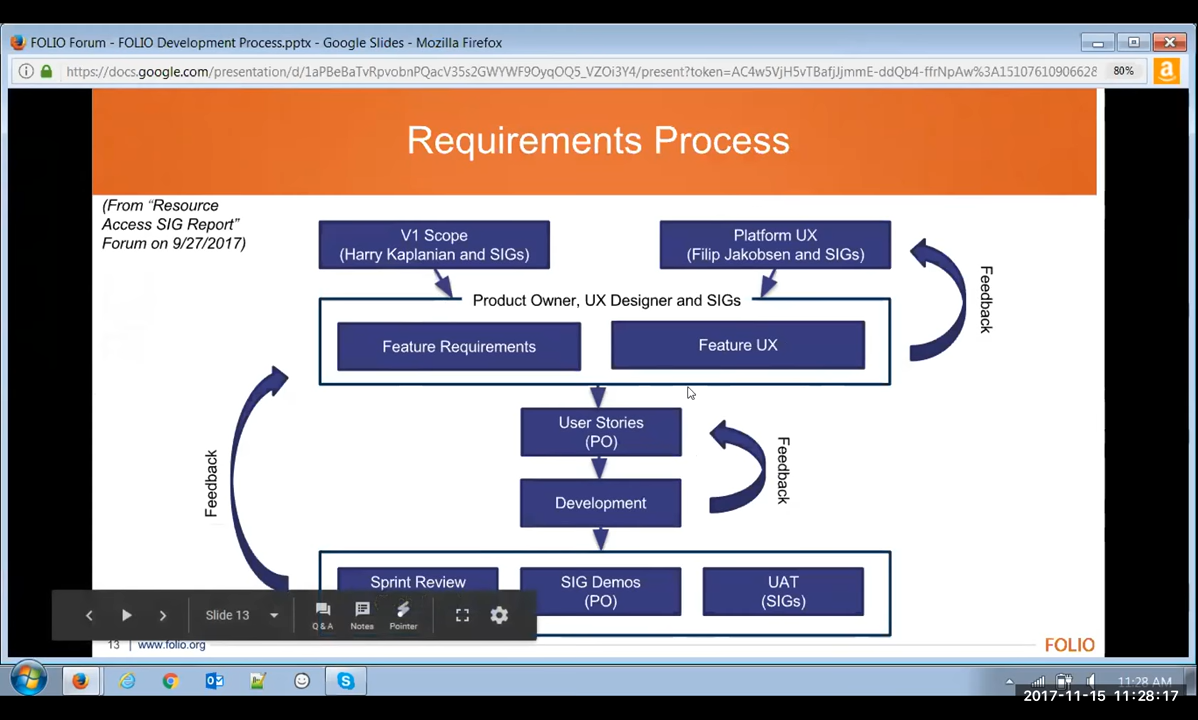 FOLIO Forum - FOLIO Development Process.pptx - Google Slides - Mozilla Firefox
https://docs.google.com/presentation/d/1aPBeBaTvRpvobnPQacV35s2GWYWF9OyqOQ5_VZOi3Y4/present?token=AC4w5VjH5vTBafjJjmmE-ddQb4-ffrNpAw%3A15107610906628
80%
Requirements Process
(From "Resource
Access SIG Report"
Forum on 9/27/2017)
V1 Scope
(Harry Kaplanian and SIGs)
Platform UX
(Filip Jakobsen and SIGs)
Feedback
Product Owner, UX Designer and SIGs
Feature Requirements
Feature UX
User Stories
(PO)
Feedback
Feedback
Development
Sprint Review
SIG Demos
(PO)
UAT
(SIGs)
Slide 13
Q & A
Notes
Pointer
13
www.folio.org
FOLIO
11:28 AM
2017-11-15 11:28:17